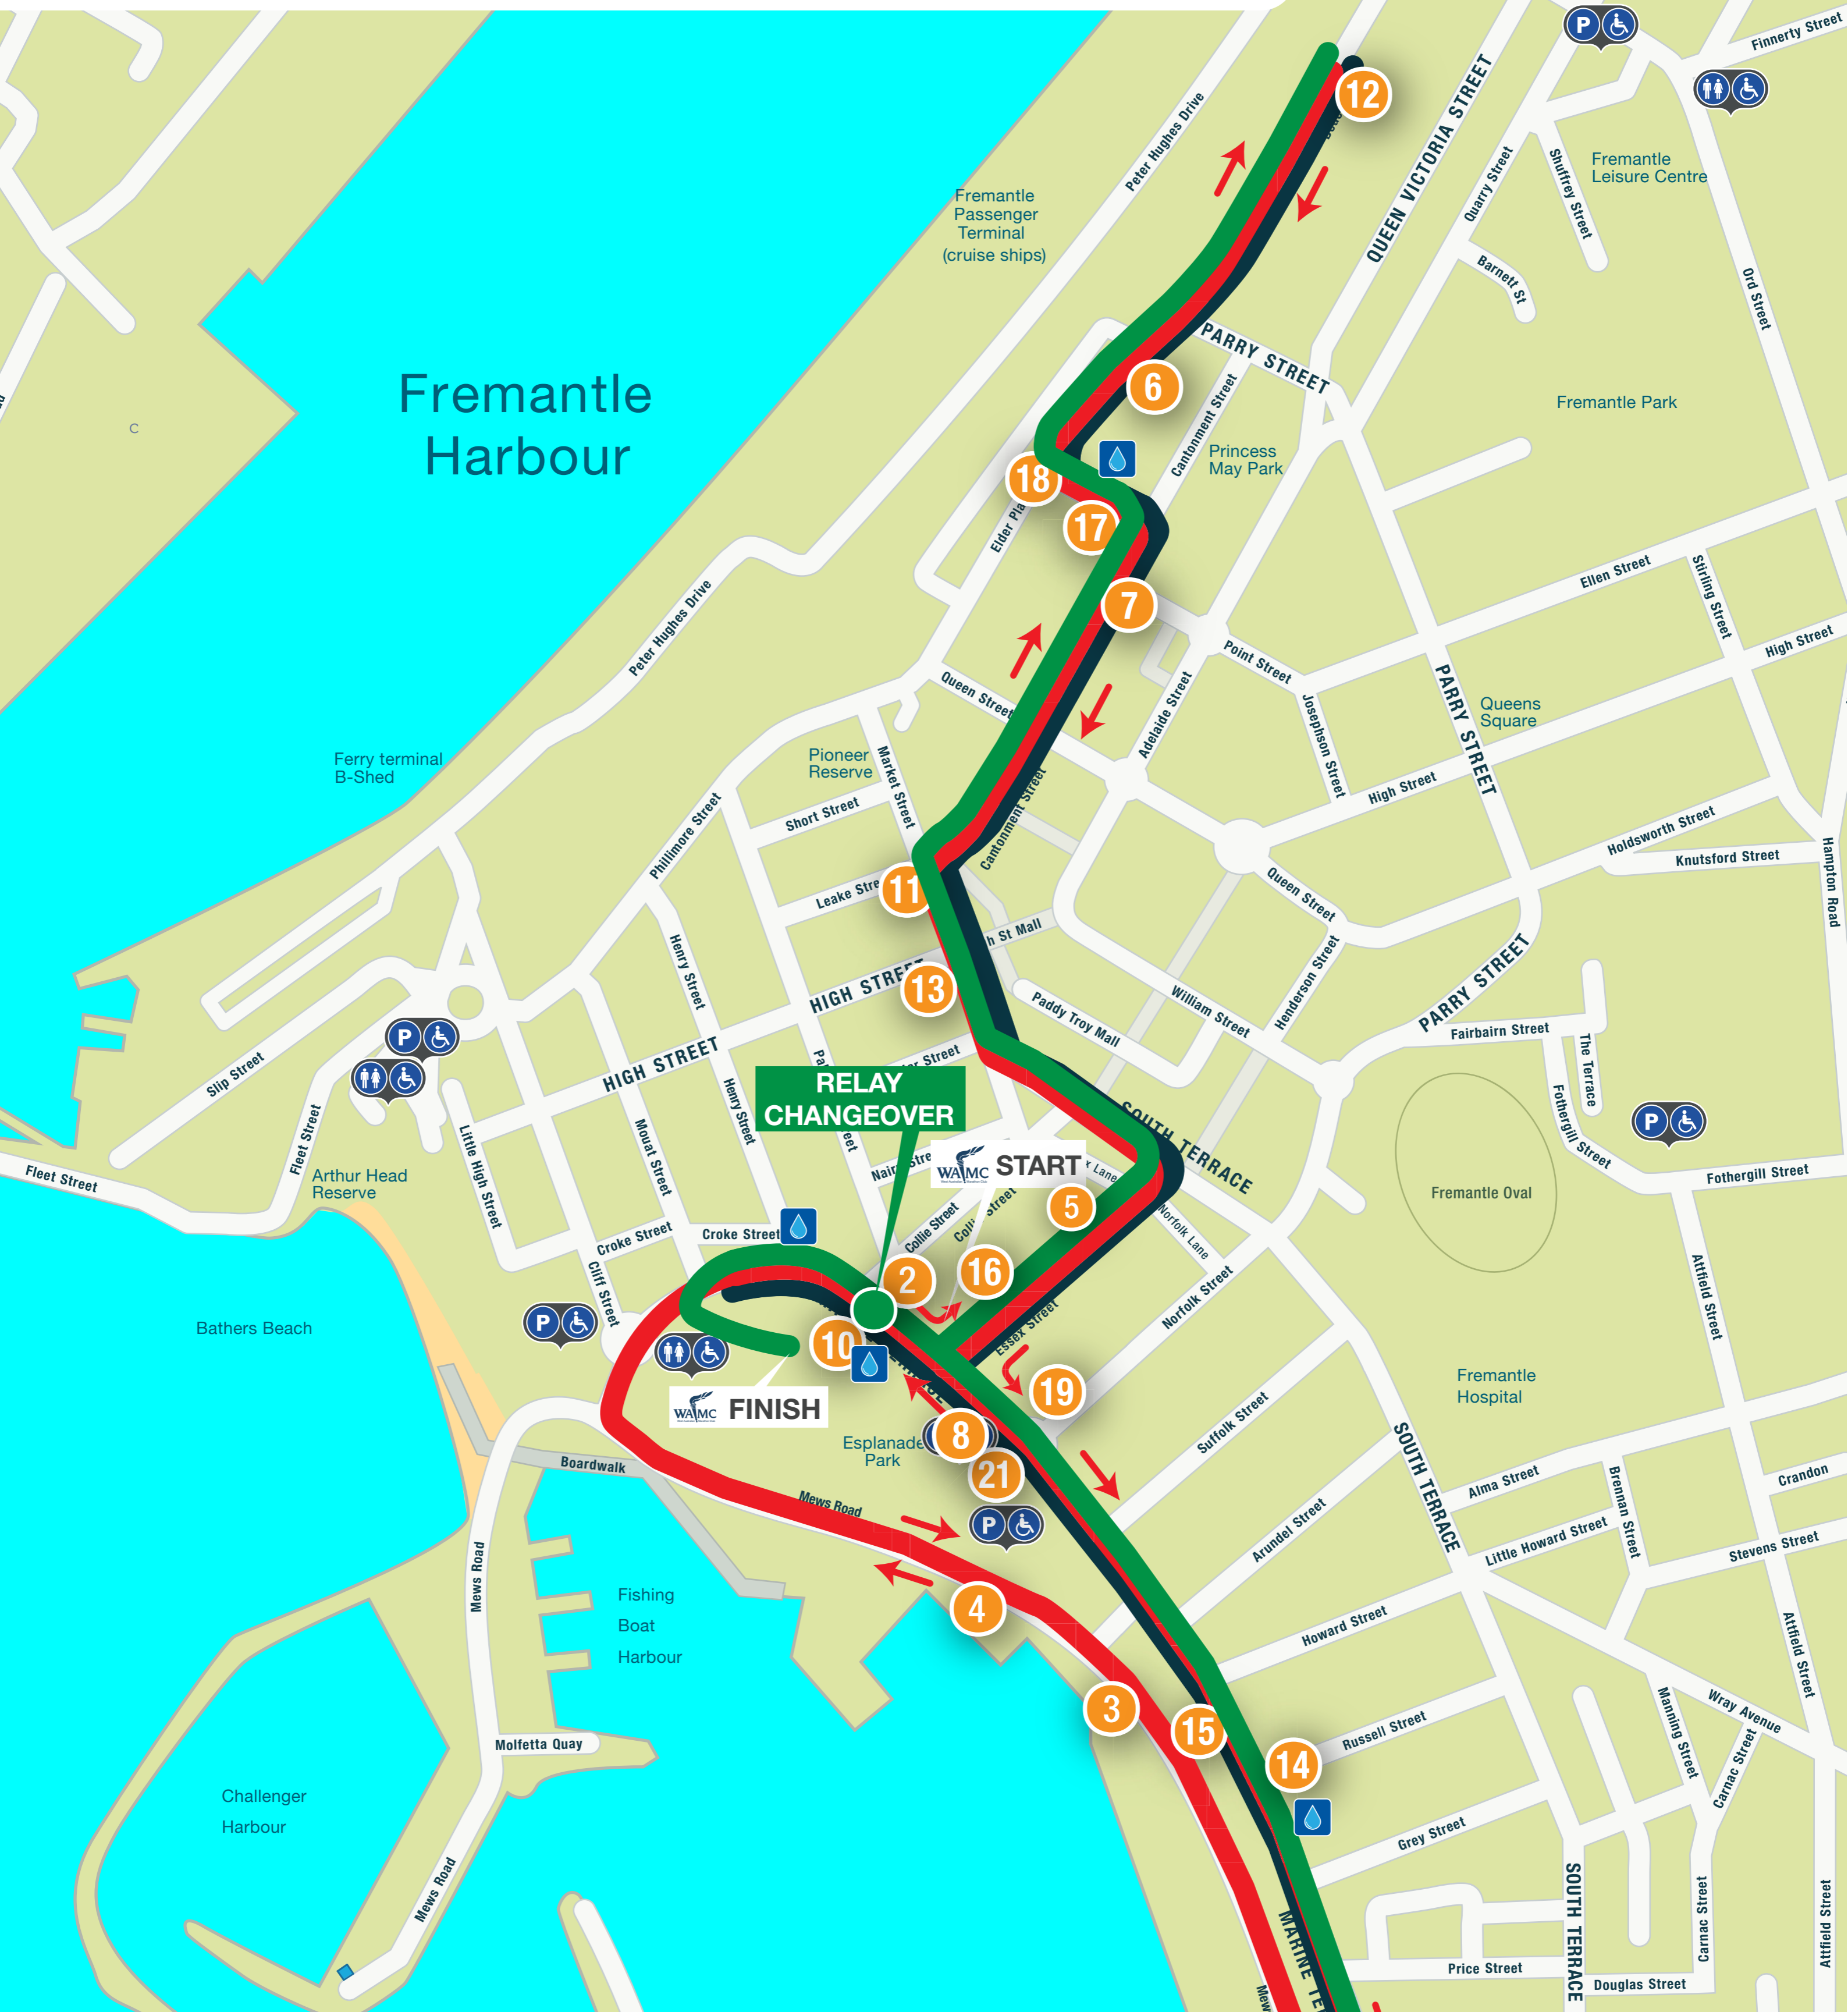 Finnerty Street
P
12
QUEEN VICTORIA STREET
Peter Hughes Drive
Quarry Street
Shuffrey Street
Fremantle
Leisure Centre
Fremantle
Passenger
Terminal
(cruise ships)
Barnett St
Ord Street
PARRY STREET
Fremantle
Harbour
C
6
Cantonment Street
Fremantle Park
Princess
May Park
18
17
Elder
7
Ellen Street
Stirling Street
High Street
Peter Hughes Drive
Point Street
Queen Street
Adelaide Street
Josephson Street
PARRY STREET
Queens
Square
Ferry terminal
B-Shed
Pioneer
Reserve
Market Street
Short Street
Phillimore Street
Cantonment Street
High Street
Holdsworth Street
Knutsford Street
Hampton Road
Leake
11
Queen Street
h St Mall
Henry Street
HIGH STREET
13
Paddy Troy Mall
William Street
Henderson Street
PARRY STREET
Fairbairn Street
The Terrace
P
Slip Street
HIGH STREET
Street
RELAY
CHANGEOVER
Henry Street
SOUTH TERRACE
Fothergill Street
P
Fleet Street
Little High Street
Mouat Street
Fleet Street
Arthur Head
Reserve
WAMC START
Lane
Fothergill Street
Fremantle Oval
5
Norfolk Lane
Collie Street
Croke Street
Croke Street
Cliff Street
2
16
Norfolk Street
Essex Street
Attfield Street
Bathers Beach
P
10
19
WAMC FINISH
Fremantle
Hospital
Suffolk Street
Esplanade
Park
8
21
P
Boardwalk
Mews Road
SOUTH TERRACE
Alma Street
Brennan Street
Crandon
Arundel Street
Little Howard Street
Stevens Street
Mews Road
Fishing
Boat
Harbour
4
Howard Street
Attfield Street
3
15
Russell Street
Manning Street
Wray Avenue
14
Carnac Street
Molfetta Quay
Challenger
Harbour
Grey Street
Mews Road
SOUTH TERRACE
Carnac Street
Attfield Street
MARINE
Price Street
Douglas Street